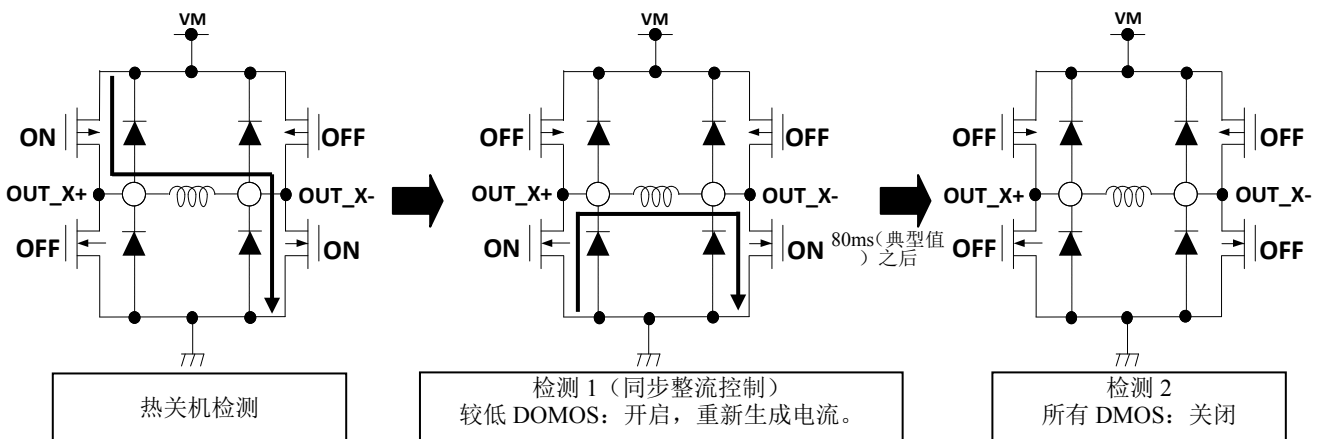 VM
ON
OFF
OUT_X+
OUT_X-
OFF
ON
热关机检测
VM
OFF
OFF
OUT_X+
OUT_X-
ON
ON
检测 1（同步整流控制）
较低 DOMOS：开启，重新生成电流。
80ms（典型值
）之后
VM
OFF
OFF
OUT_X+
OUT_X-
OFF
OFF
检测 2
所有 DMOS：关闭